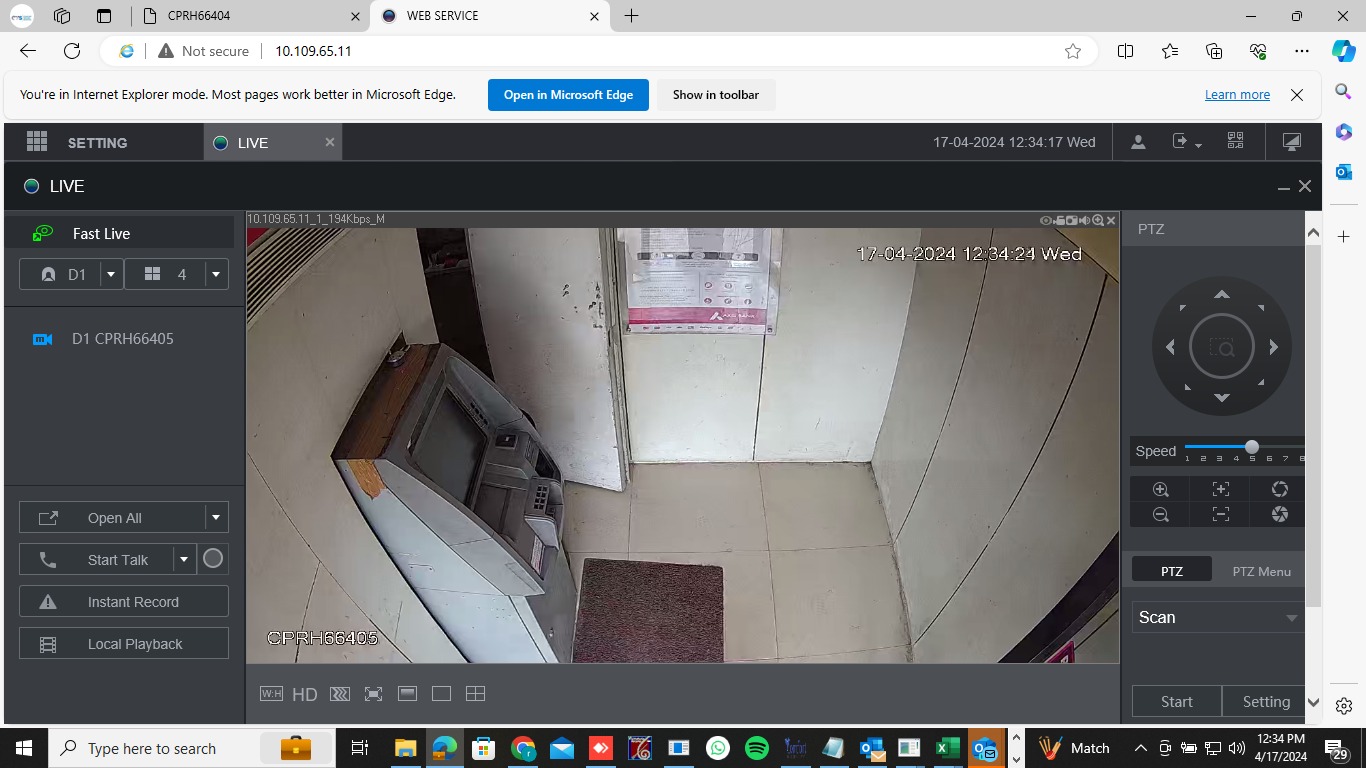 CPRH66404
WEB SERVICE
Not secure
10.109.65.11
You're in Internet Explorer mode. Most pages work better in Microsoft Edge.
Open in Microsoft Edge
Show in toolbar
Learn more
SETTING
LIVE
17-04-2024 12:34:17 Wed
LIVE
10.109.65.11_1_194Kbps_M
Fast Live
PTZ
17-04-2024 12:34:24 Wed
D1
4
D1 CPRH66405
AXIS BANK
Speed
1 2 3 4 5 6 7 8
Open All
Start Talk
PTZ
PTZ Menu
Instant Record
Scan
CPRH66405
Local Playback
W:H
HD
Start
Setting
Type here to search
Match
12:34 PM
4/17/2024
29